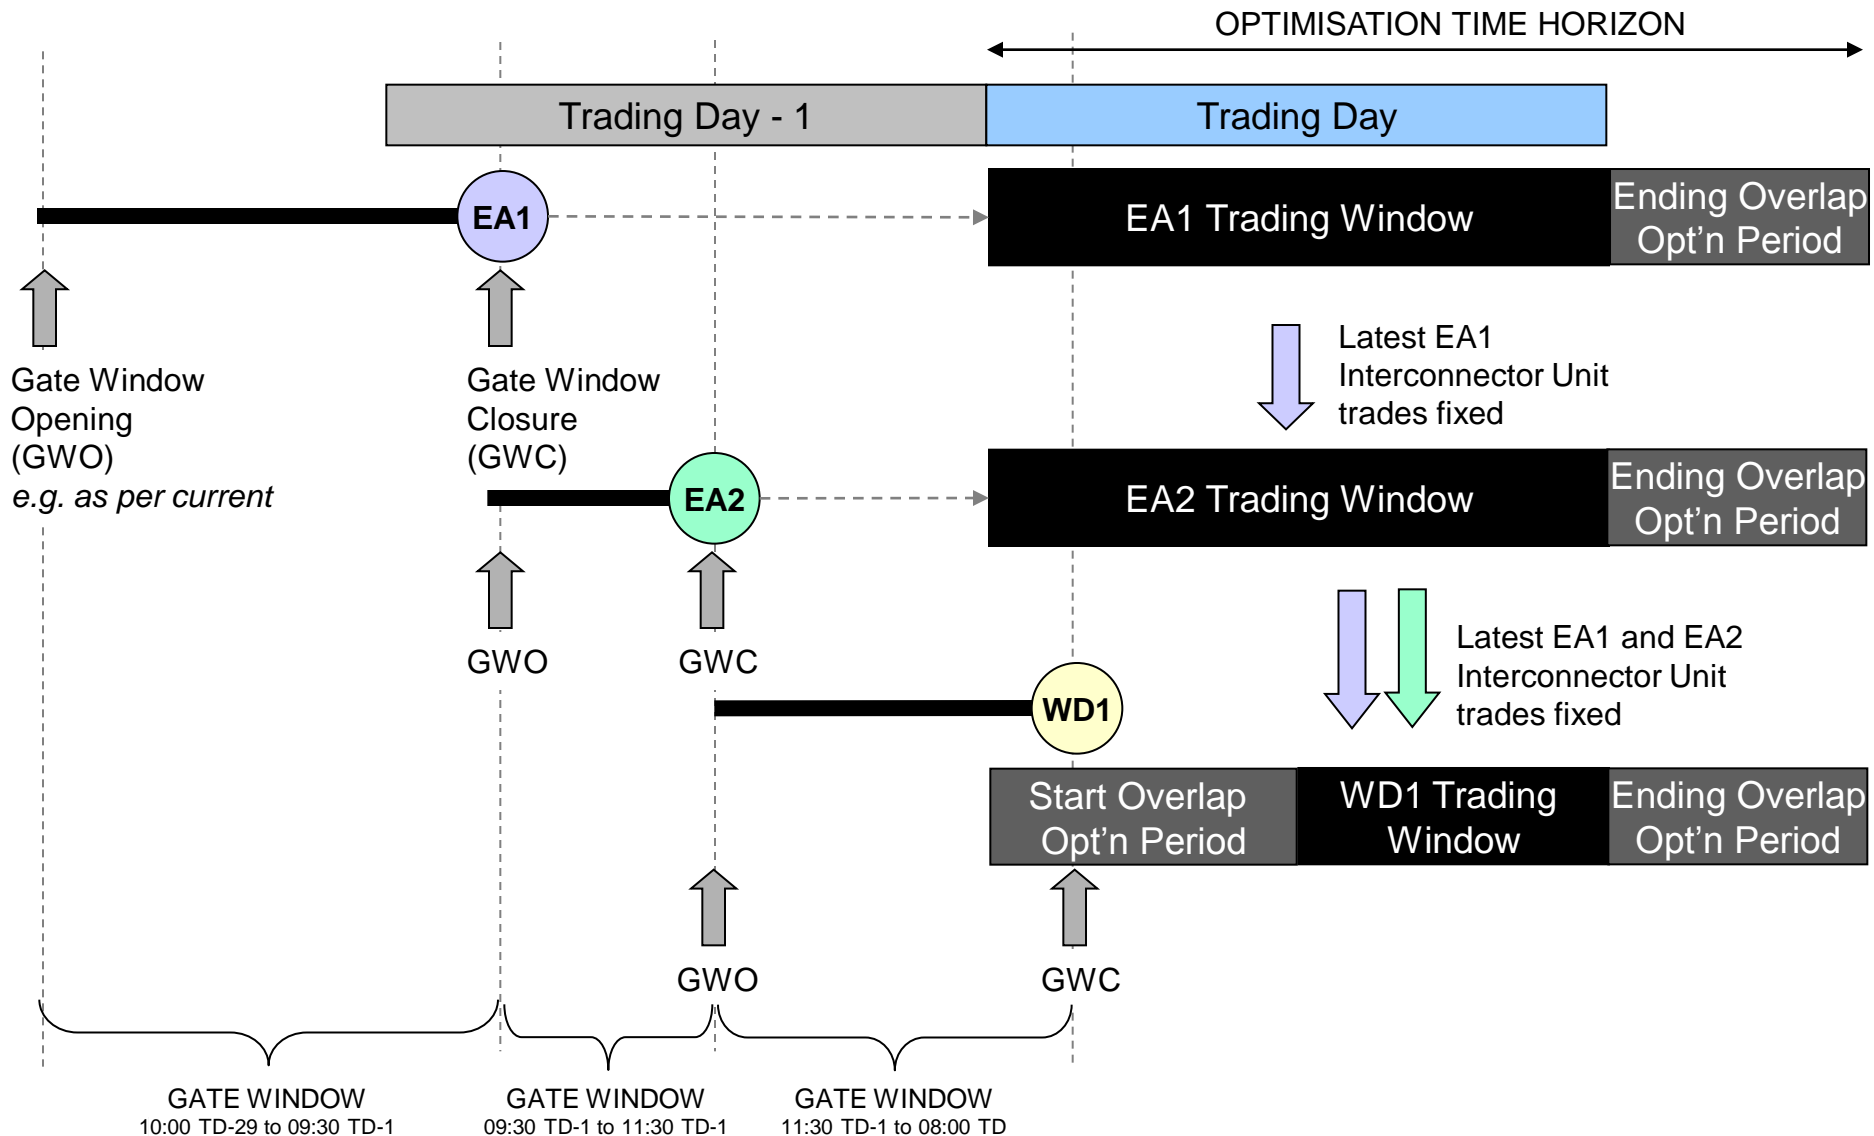 OPTIMISATION TIME HORIZON
Trading Day - 1
Trading Day
EA1
EA1 Trading Window
Ending Overlap
Opt'n Period
Gate Window
Opening
(GWO)
e.g. as per current
Gate Window
Closure
(GWC)
Latest EA1
Interconnector Unit
trades fixed
EA2
EA2 Trading Window
Ending Overlap
Opt'n Period
GWO
GWC
Latest EA1 and EA2
Interconnector Unit
trades fixed
WD1
Start Overlap
Opt'n Period
WD1 Trading
Window
Ending Overlap
Opt'n Period
GWO
GWC
GATE WINDOW
10:00 TD-29 to 09:30 TD-1
GATE WINDOW
09:30 TD-1 to 11:30 TD-1
GATE WINDOW
11:30 TD-1 to 08:00 TD